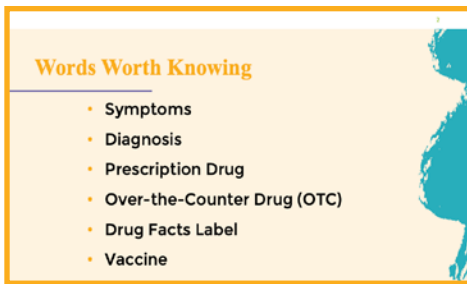 Words Worth Knowing
• Symptoms
• Diagnosis
• Prescription Drug
• Over-the-Counter Drug (OTC)
• Drug Facts Label
• Vaccine